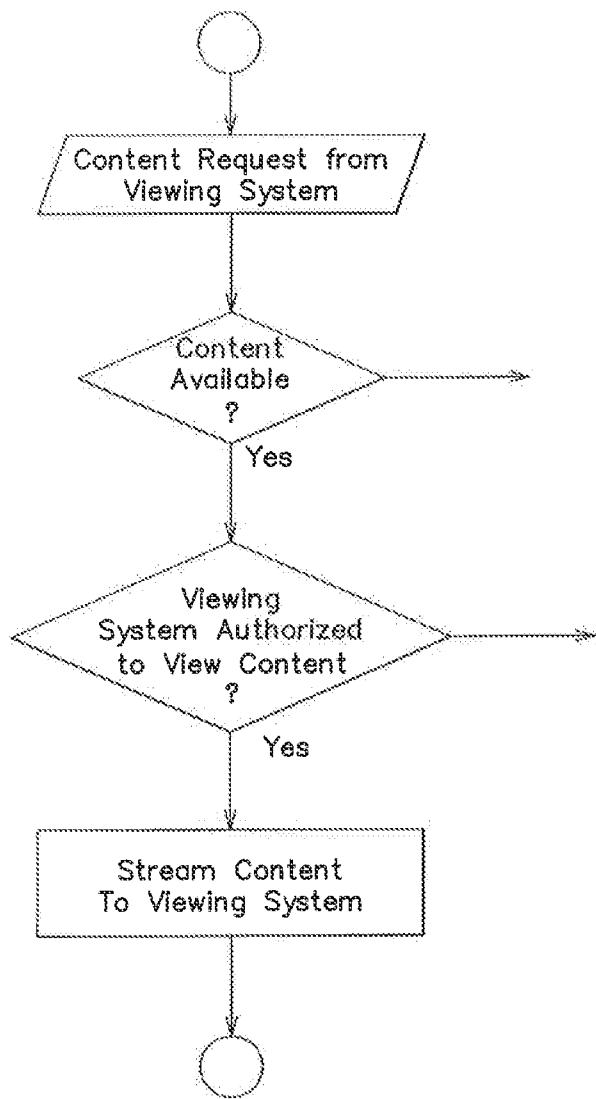 Content Request from
Viewing System
Content
Available
?
Yes
Viewing
System Authorized
to View Content
?
Yes
Stream Content
To Viewing System